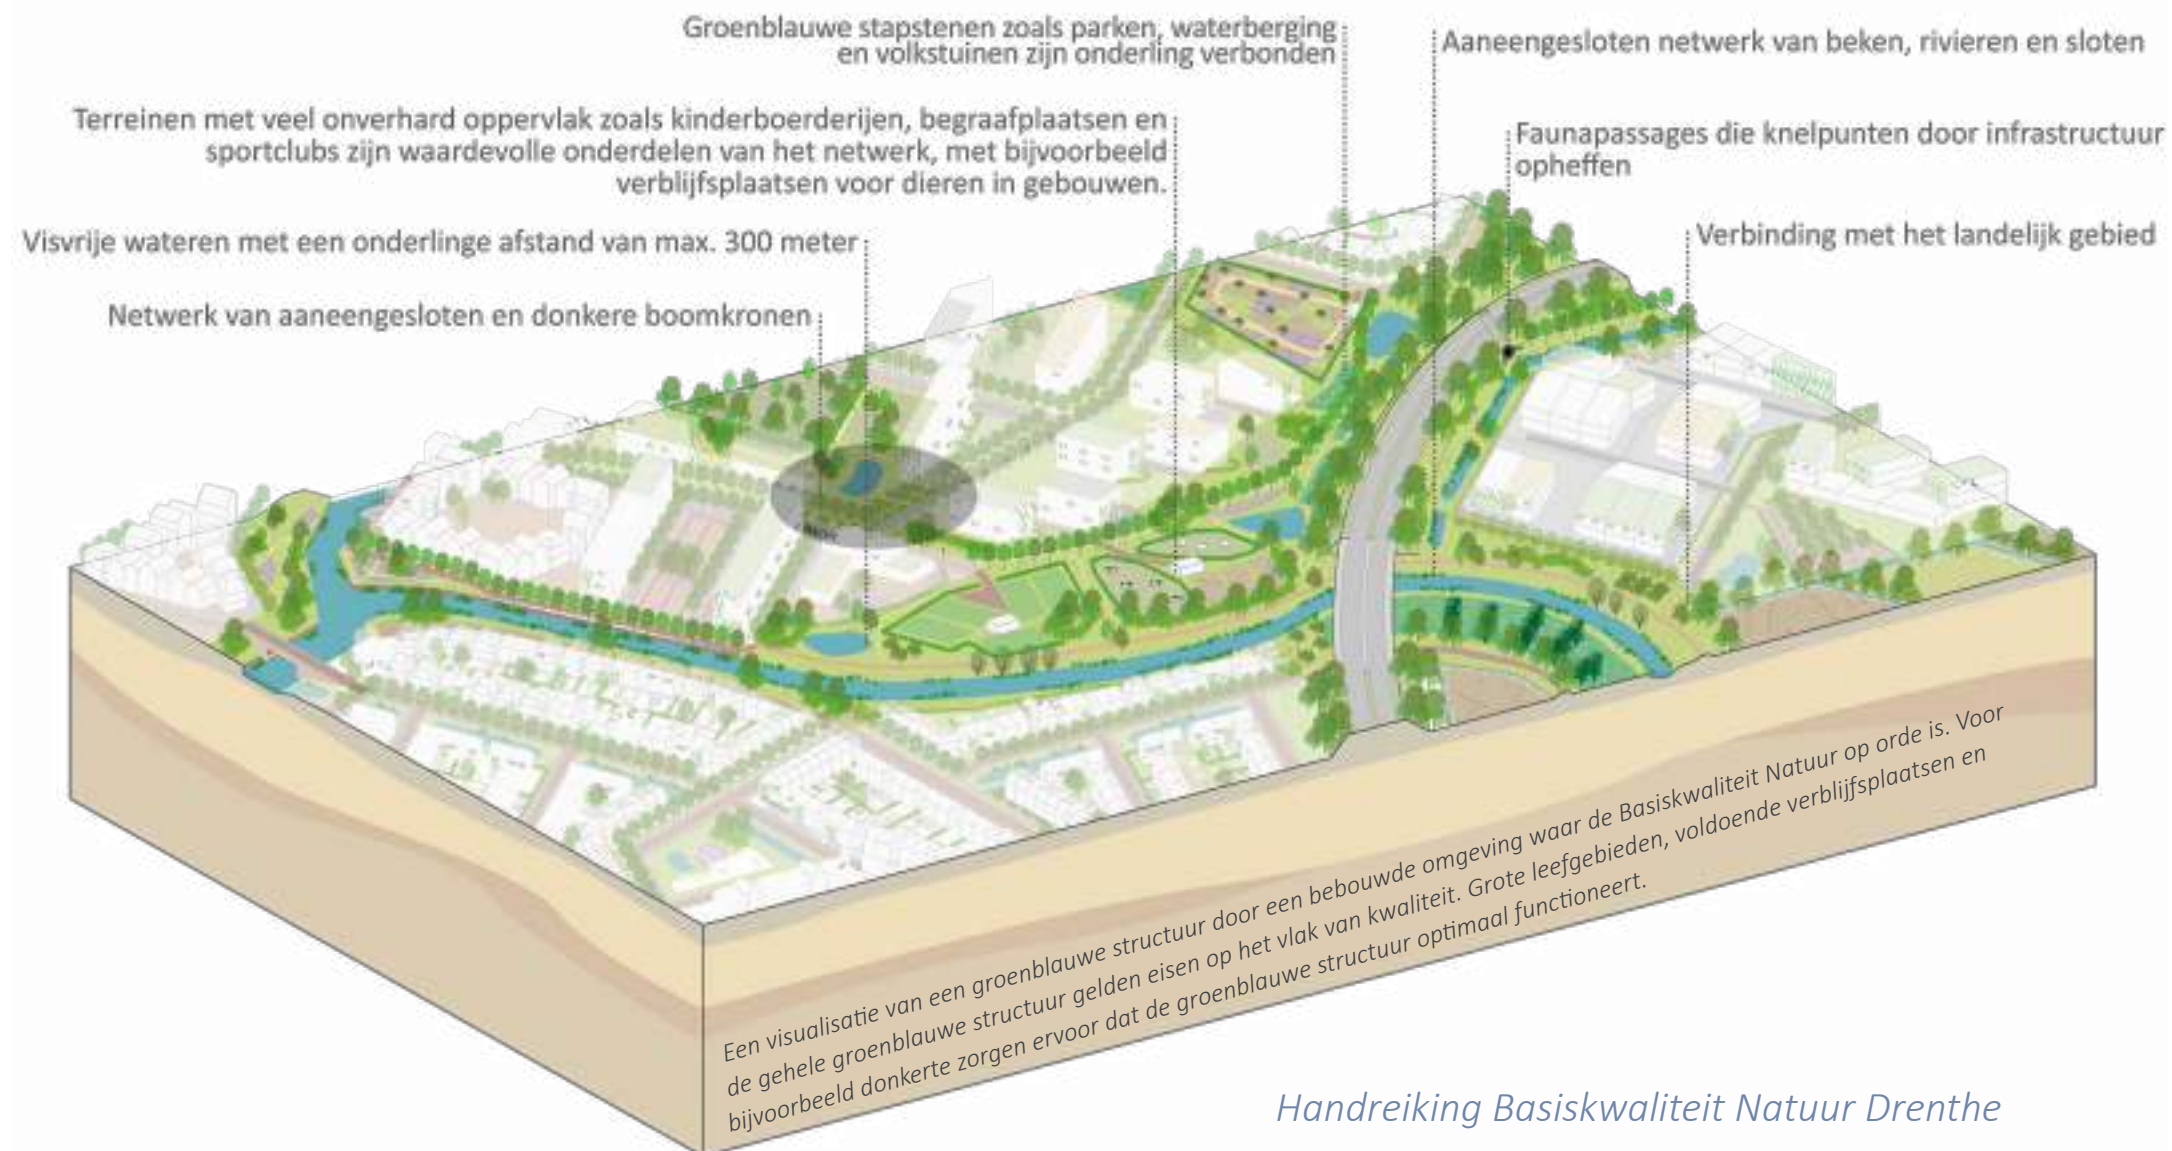 Groenblauwe stapstenen zoals parken, waterberging
en volkstuinen zijn onderling verbonden
Aaneengesloten netwerk van beken, rivieren en sloten
Terreinen met veel onverhard oppervlak zoals kinderboerderijen, begraafplaatsen en
sportclubs zijn waardevolle onderdelen van het netwerk, met bijvoorbeeld
verblijfsplaatsen voor dieren in gebouwen.
Faunapassages die knelpunten door infrastructuur
opheffen
Visvrije wateren met een onderlinge afstand van max. 300 meter
Verbinding met het landelijk gebied
Netwerk van aaneengesloten en donkere boomkronen
Een visualisatie van een groenblauwe structuur door een bebouwde omgeving waar de Basiskwaliteit Natuur op orde is. Voor
de gehele groenblauwe structuur gelden eisen op het vlak van kwaliteit. Grote leefgebieden, voldoende verblijfsplaatsen en
bijvoorbeeld donkerte zorgen ervoor dat de groenblauwe structuur optimaal functioneert.
Handreiking Basiskwaliteit Natuur Drenthe